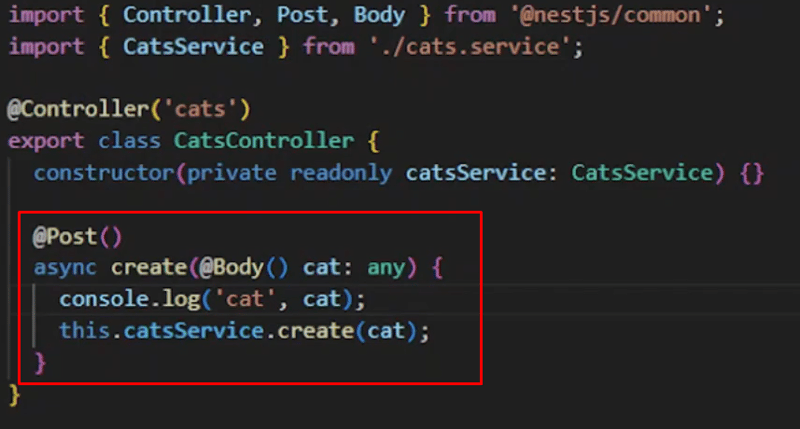 import { Controller, Post, Body } from '@nestjs/common';
import { CatsService } from './cats.service';
@Controller('cats')
export class CatsController {
constructor(private readonly catsService: CatsService) {}
@Post()
async create(@Body() cat: any) {
console.log('cat', cat);
this.catsService.create(cat);
}
}